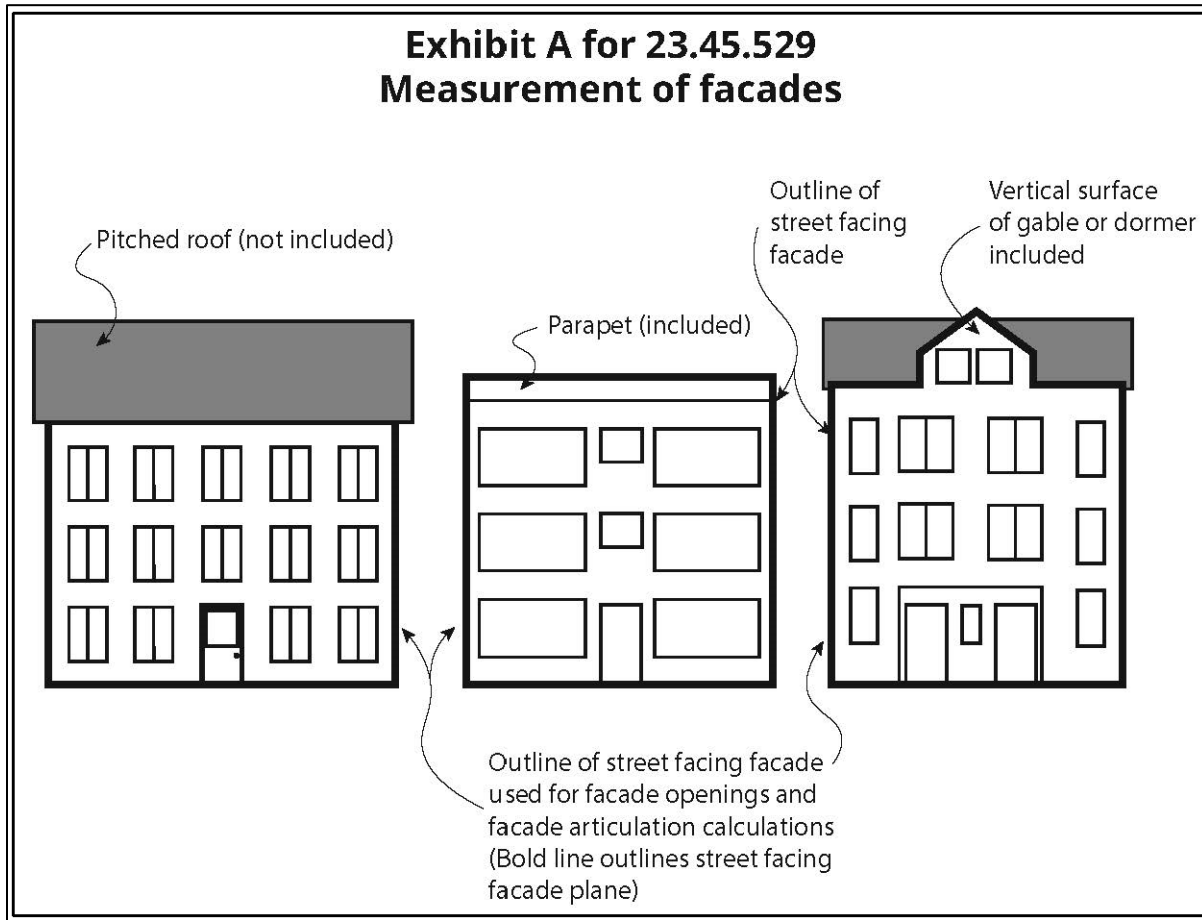 Exhibit A for 23.45.529
Measurement of facades
Pitched roof (not included)
Parapet (included)
Outline of
street facing
facade
Vertical surface
of gable or dormer
included
Outline of street facing facade
used for facade openings and
facade articulation calculations
(Bold line outlines street facing
facade plane)